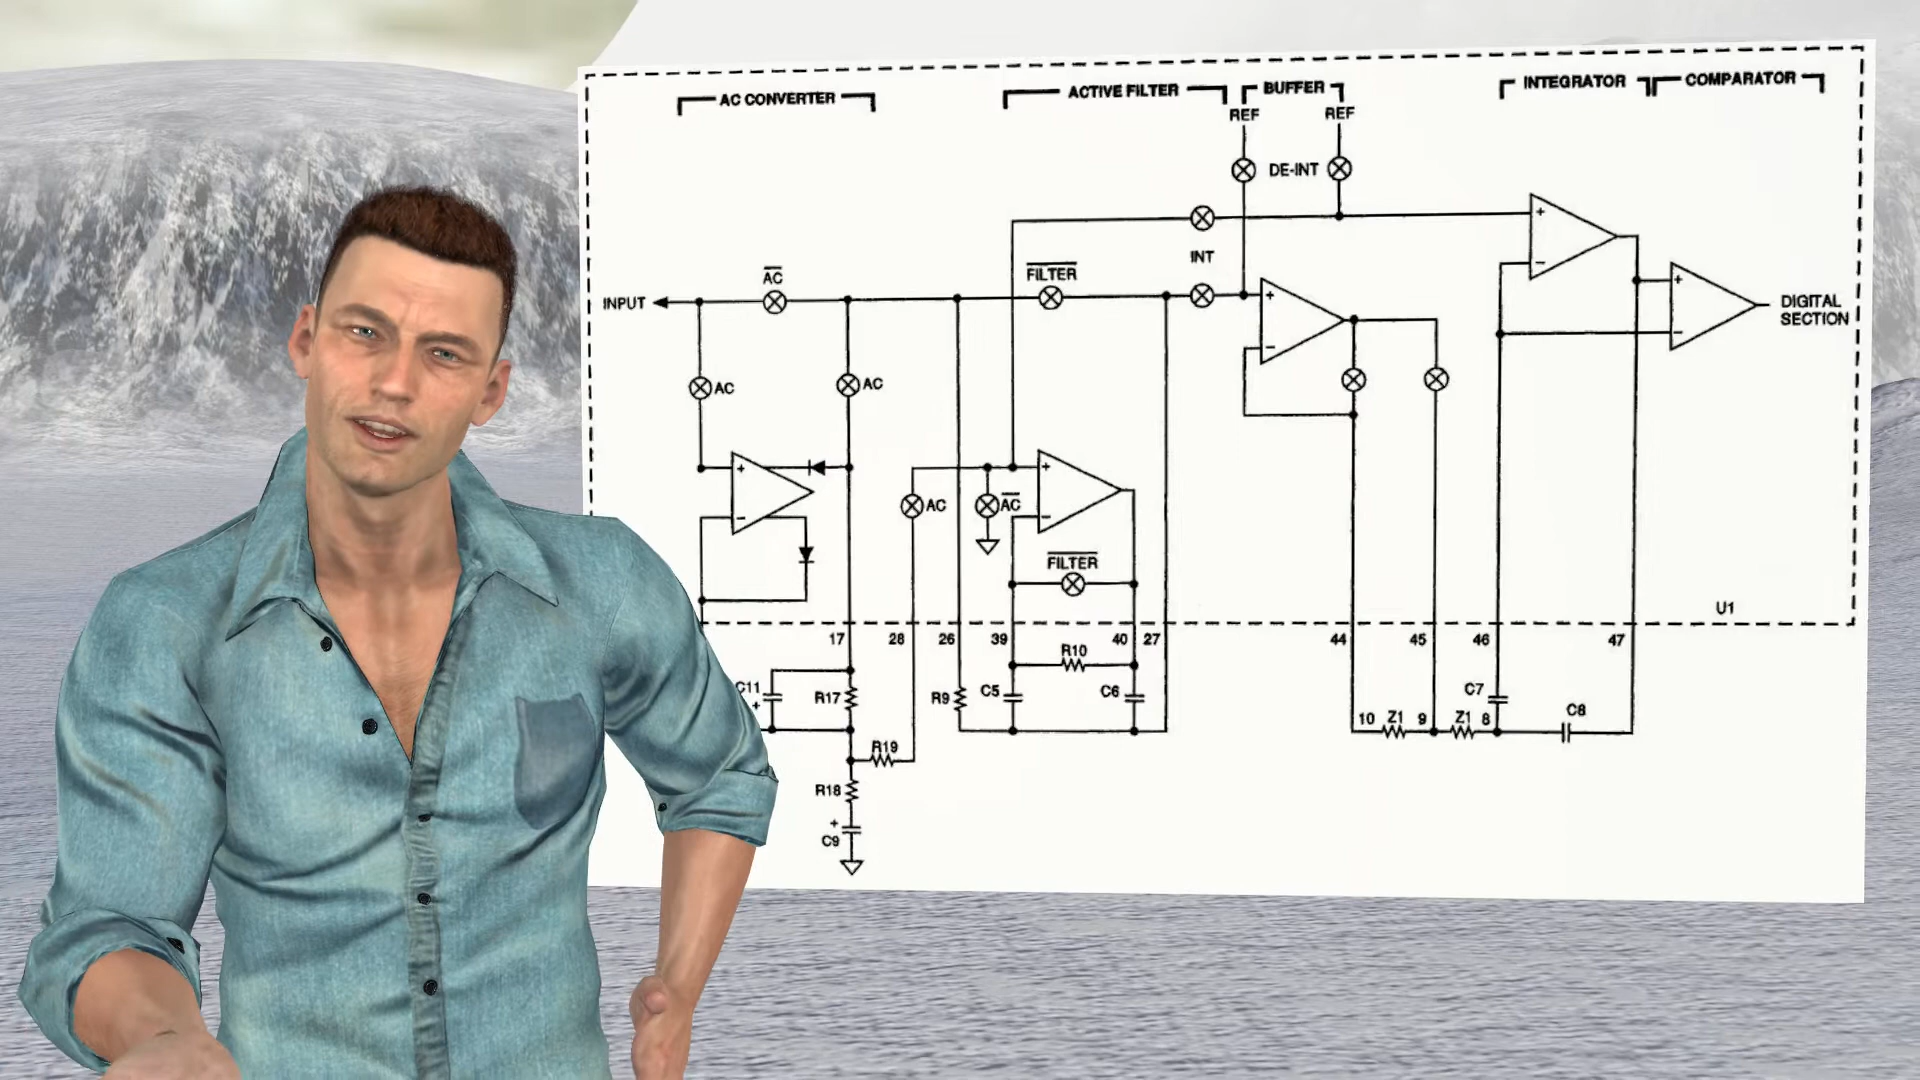 AC CONVERTER
ACTIVE FILTER
BUFFER
INTEGRATOR
COMPARATOR
REF
REF
DE-INT
INT
INPUT
AC
FILTER
DIGITAL
SECTION
AC
AC
AC
AC
FILTER
U1
17
28
26
39
40
27
44
45
46
47
R10
C11
+
R17
R9
C5
C6
C7
10
Z1
9
Z1
8
C8
R19
R18
+
C9
+
−
+
−
+
−
+
−
+
−